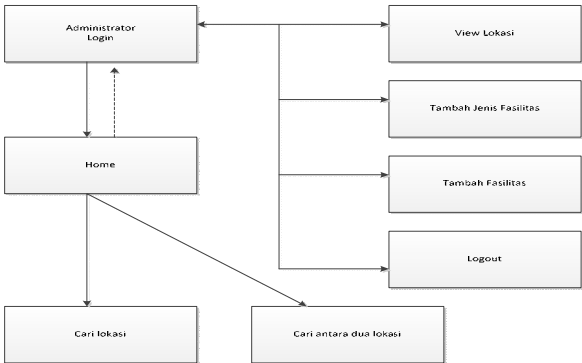 Administrator
Login
View Lokasi
Tambah Jenis Fasilitas
Home
Tambah Fasilitas
Logout
Cari lokasi
Cari antara dua lokasi